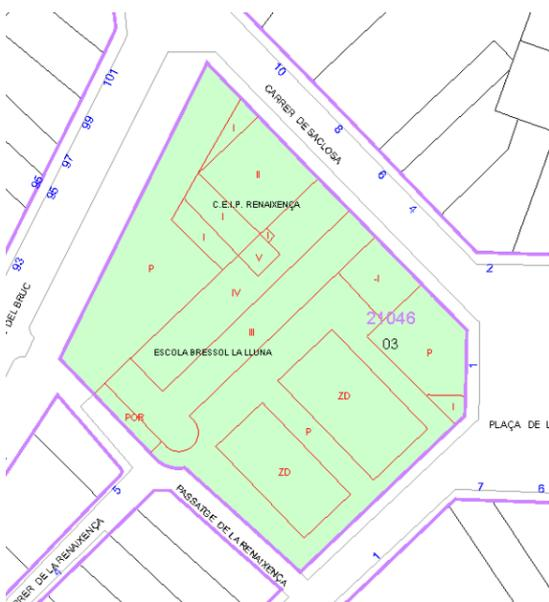 10
101
CARRER DE SACLOSA
8
99
I
97
II
6
95
95
C.E.I.P. RENAIXENÇA
4
I
I
I
V
93
P
2
-I
IV
DEL BRUC
21046
III
03
ESCOLA BRESSOL LA LLUNA
P
1
ZD
I
POR
PLAÇA DE L
P
ZD
5
7
6
PASSATGE DE LA RENAIXENÇA
RRER DE LA RENAIXENÇA
1